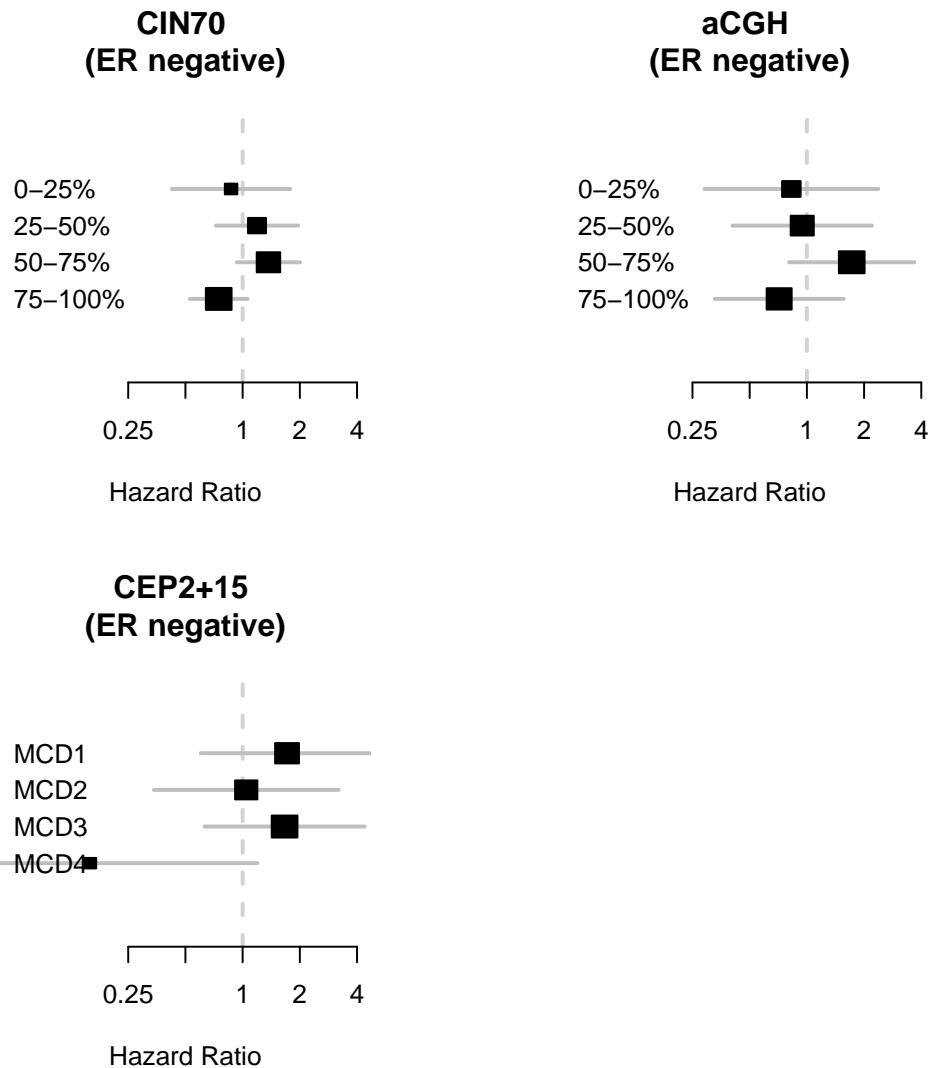 CIN70
(ER negative)
0−25%
25−50%
50−75%
75−100%
0.25 1 2 4
Hazard Ratio
aCGH
(ER negative)
0−25%
25−50%
50−75%
75−100%
0.25 1 2 4
Hazard Ratio
CEP2+15
(ER negative)
MCD1
MCD2
MCD3
MCD4
0.25 1 2 4
Hazard Ratio